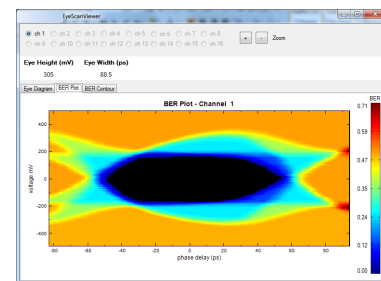 EyeScanViewer
ch 1 ch 2 ch 3 ch 4 ch 5 ch 6 ch 7 ch 8
ch 9 ch 10 ch 11 ch 12 ch 13 ch 14 ch 15 ch 16
+ - Zoom
Eye Height (mV) Eye Width (ps)
305 88.5
Eye Diagram BER Plot BER Contour
BER Plot - Channel 1
BER
0.71
0.59
0.47
0.35
0.24
0.12
0.00
voltage mV
400
200
0
-200
-400
-80 -60 -40 -20 0 20 40 60 80
phase delay (ps)